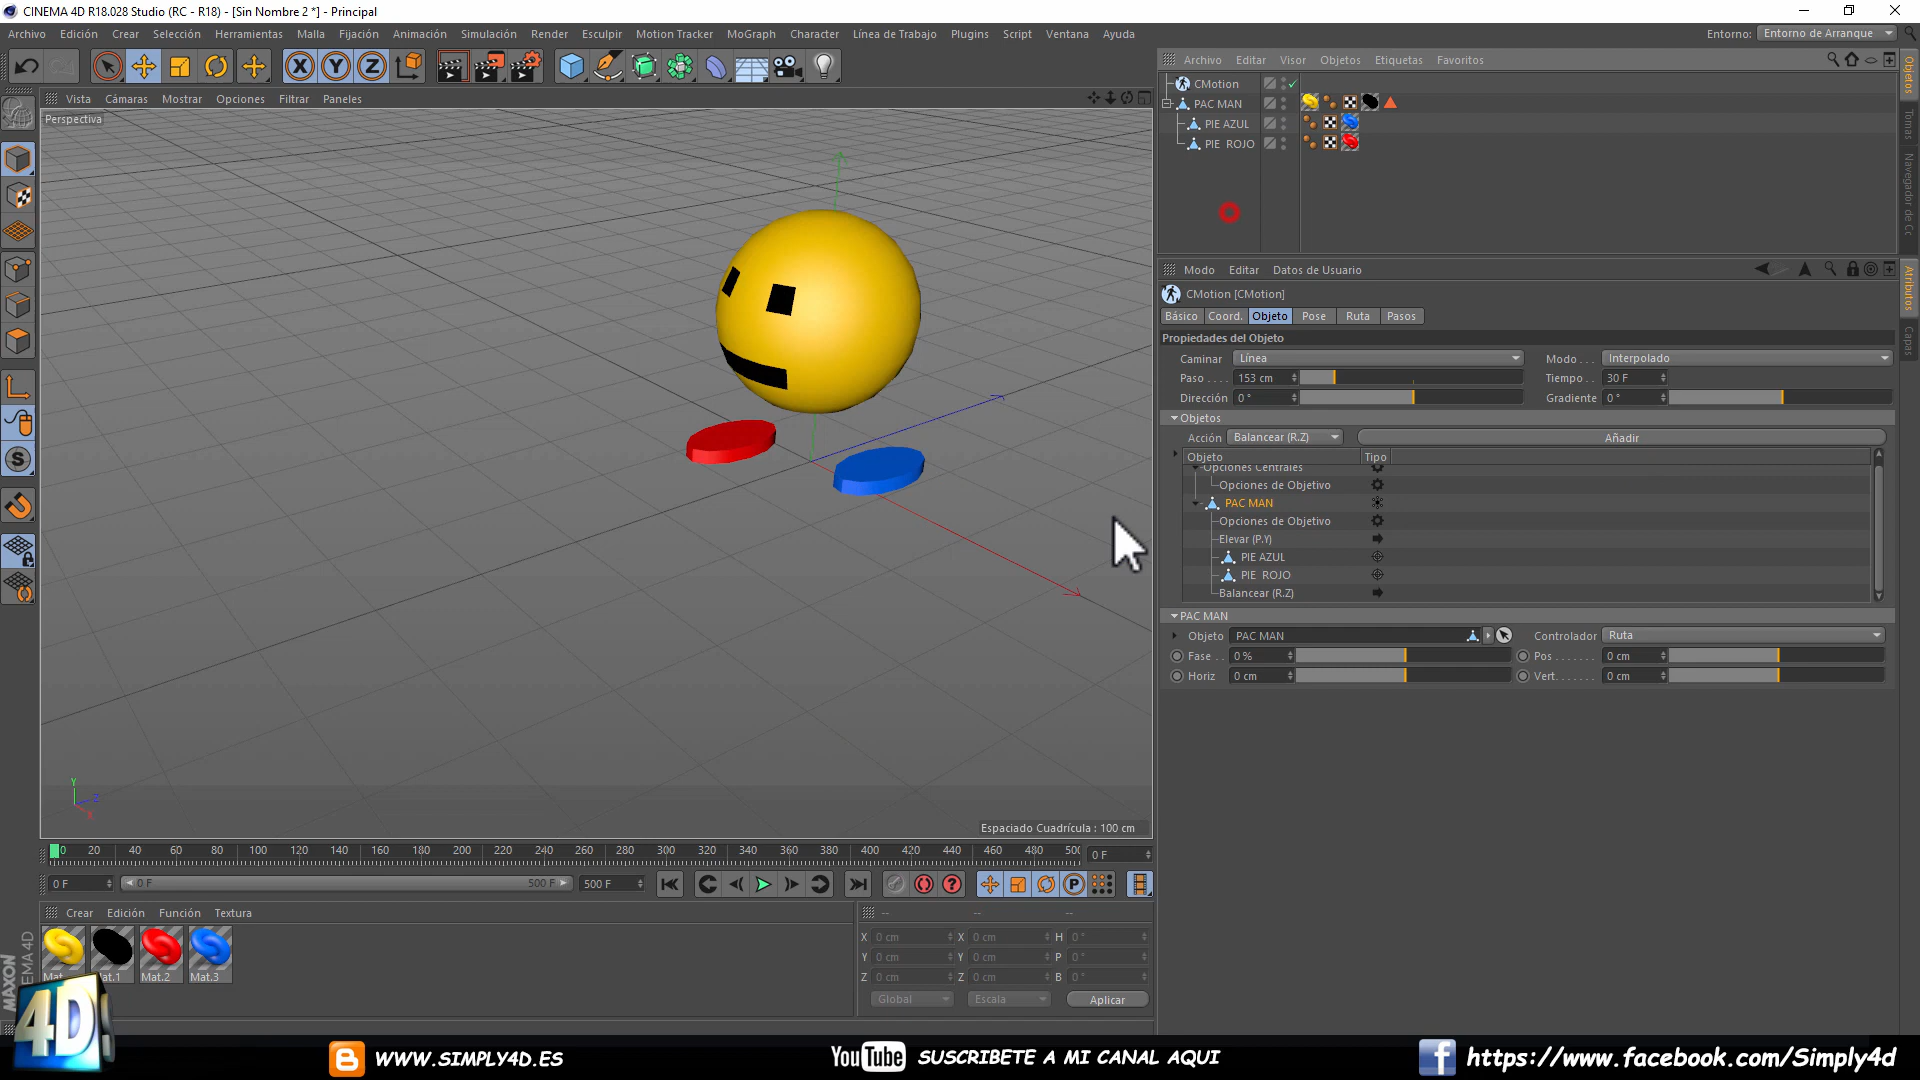 CINEMA 4D R18.028 Studio (RC - R18) - [Sin Nombre 2 *] - Principal
Archivo Edición Crear Selección Herramientas Malla Fijación Animación Simulación Render Esculpir Motion Tracker MoGraph Character Línea de Trabajo Plugins Script Ventana Ayuda Entorno: Entorno de Arranque
Vista Cámaras Mostrar Opciones Filtrar Paneles
Perspectiva
Archivo Editar Visor Objetos Etiquetas Favoritos
CMotion
PAC MAN
PIE AZUL
PIE ROJO
Objetos
Tomas
Modo Editar Datos de Usuario
CMotion [CMotion]
Básico Coord. Objeto Pose Ruta Pasos
Propiedades del Objeto
Caminar Línea Modo . . . Interpolado
Paso . . . . 153 cm Tiempo . . 30 F
Dirección 0 ° Gradiente 0 °
Objetos
Acción Balancear (R.Z) Añadir
Objeto Tipo
Opciones Centrales
Opciones de Objetivo
PAC MAN
Opciones de Objetivo
Elevar (P.Y)
PIE AZUL
PIE ROJO
Balancear (R.Z)
PAC MAN
Objeto PAC MAN Controlador Ruta
Fase . . 0 % Pos . . . . . . . 0 cm
Horiz 0 cm Vert. . . . . . . 0 cm
Atributos
Capas
Y
Z
X
Espaciado Cuadrícula : 100 cm
0 20 40 60 80 100 120 140 160 180 200 220 240 260 280 300 320 340 360 380 400 420 440 460 480 500 0 F
0 F 0 F 500 F 500 F
Crear Edición Función Textura
Mat.2 Mat.3
-- -- --
X 0 cm X 0 cm H 0 °
Y 0 cm Y 0 cm P 0 °
Z 0 cm Z 0 cm B 0 °
Global Escala Aplicar
MAXON
4D
WWW.SIMPLY4D.ES
YouTube SUSCRIBETE A MI CANAL AQUI
https://www.facebook.com/Simply4d